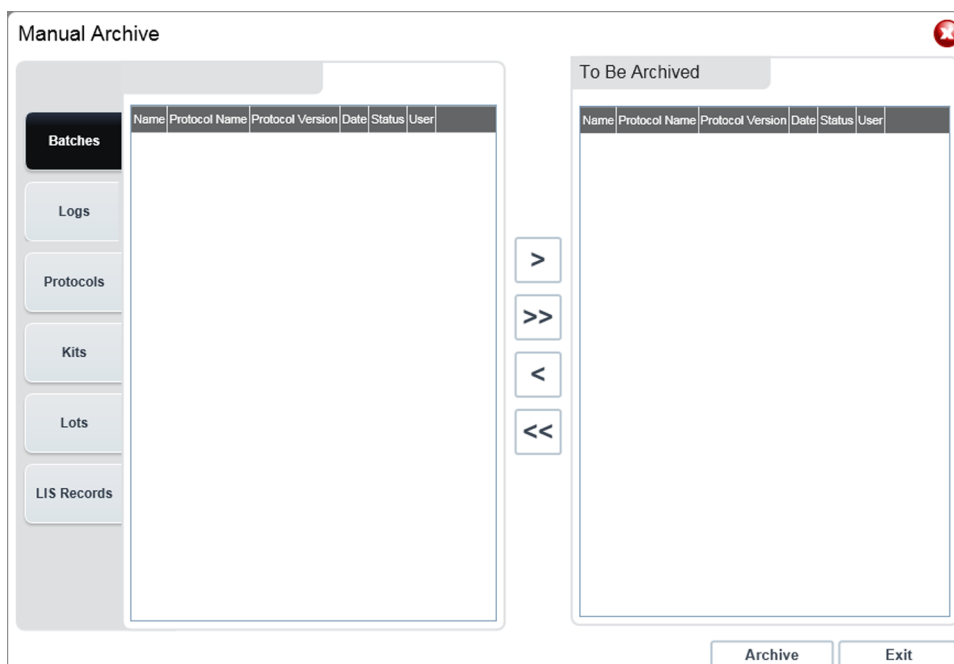 Manual Archive
To Be Archived
Name Protocol Name Protocol Version Date Status User
Name Protocol Name Protocol Version Date Status User
Batches
Logs
Protocols
Kits
Lots
LIS Records
>
>>
<
<<
Archive Exit